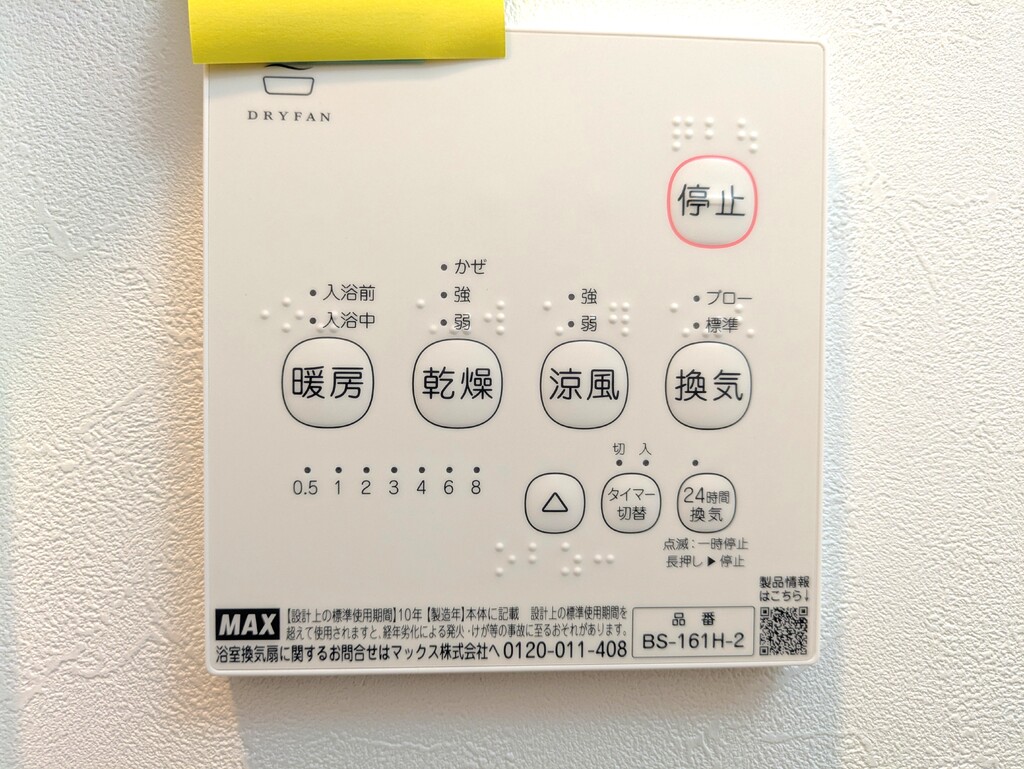 DRYFAN
停止
かぜ
入浴前
強
強
ブロー
入浴中
弱
弱
標準
暖房
乾燥
涼風
換気
切 入
0.5 1 2 3 4 6 8
△
タイマー
切替
24時間
換気
点滅：一時停止
長押し▶停止
製品情報
はこちら↓
MAX
【設計上の標準使用期間】10年【製造年】本体に記載 設計上の標準使用期間を
超えて使用されますと、経年劣化による発火・けが等の事故に至るおそれがあります。
浴室換気扇に関するお問合せはマックス株式会社へ 0120-011-408
品番
BS-161H-2